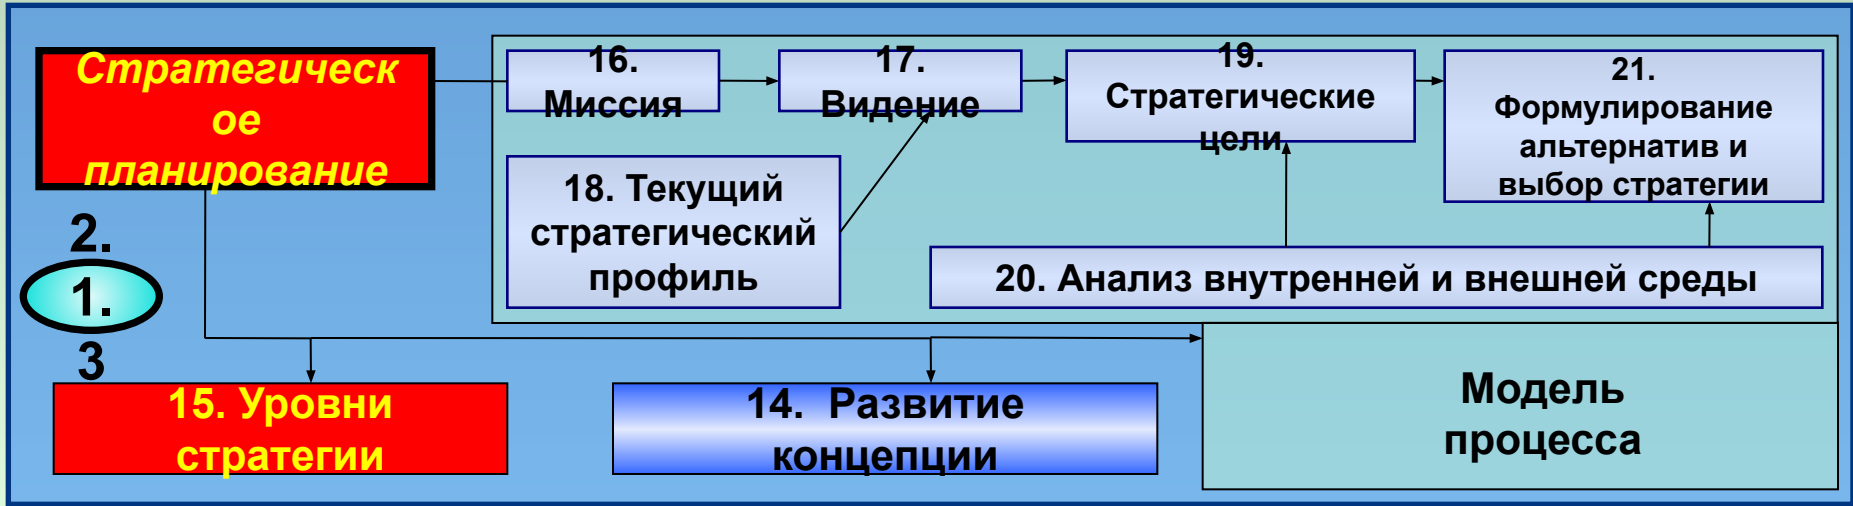 Стратегическ
ое
планирование
16.
Миссия
17.
Видение
19.
Стратегические
цели
21.
Формулирование
альтернатив и
выбор стратегии
18. Текущий
стратегический
профиль
20. Анализ внутренней и внешней среды
2.
1.
3
15. Уровни
стратегии
14. Развитие
концепции
Модель
процесса